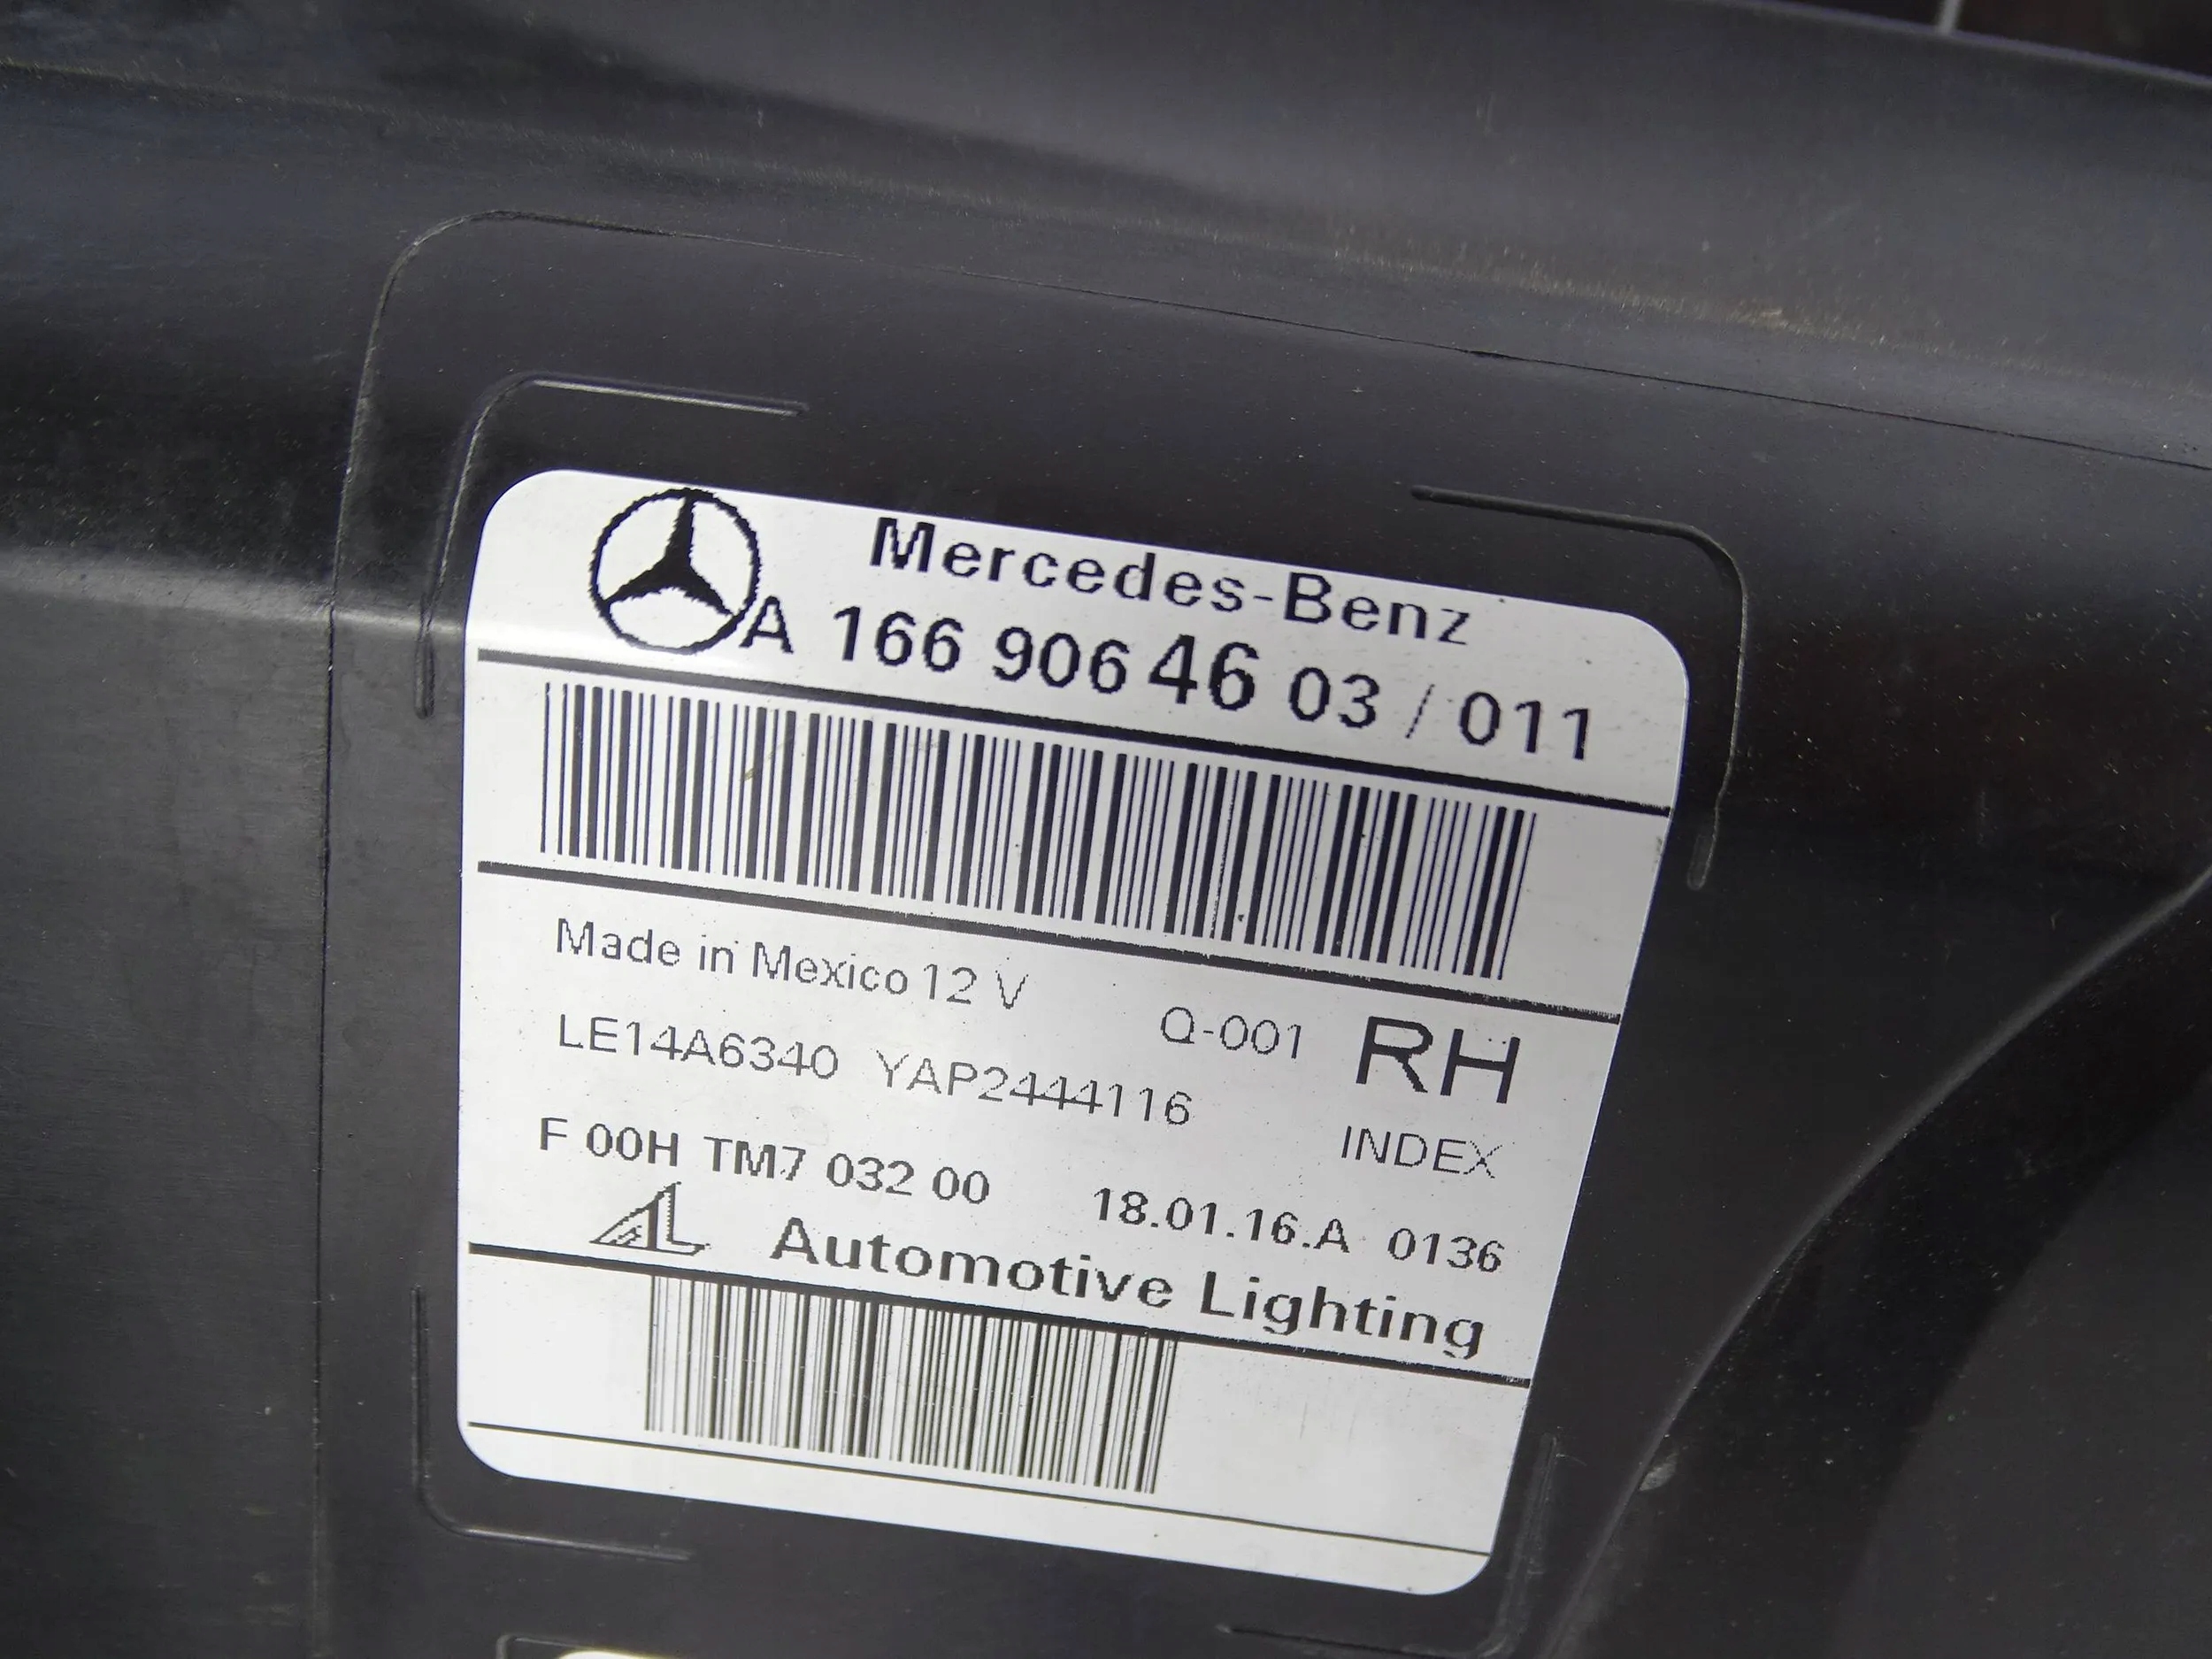 Mercedes-Benz
A 166 906 46 03 / 011
Made in Mexico 12 V
Q-001 RH
LE14A6340 YAP2444116
INDEX
F 00H TM7 032 00 18.01.16.A 0136
AL Automotive Lighting